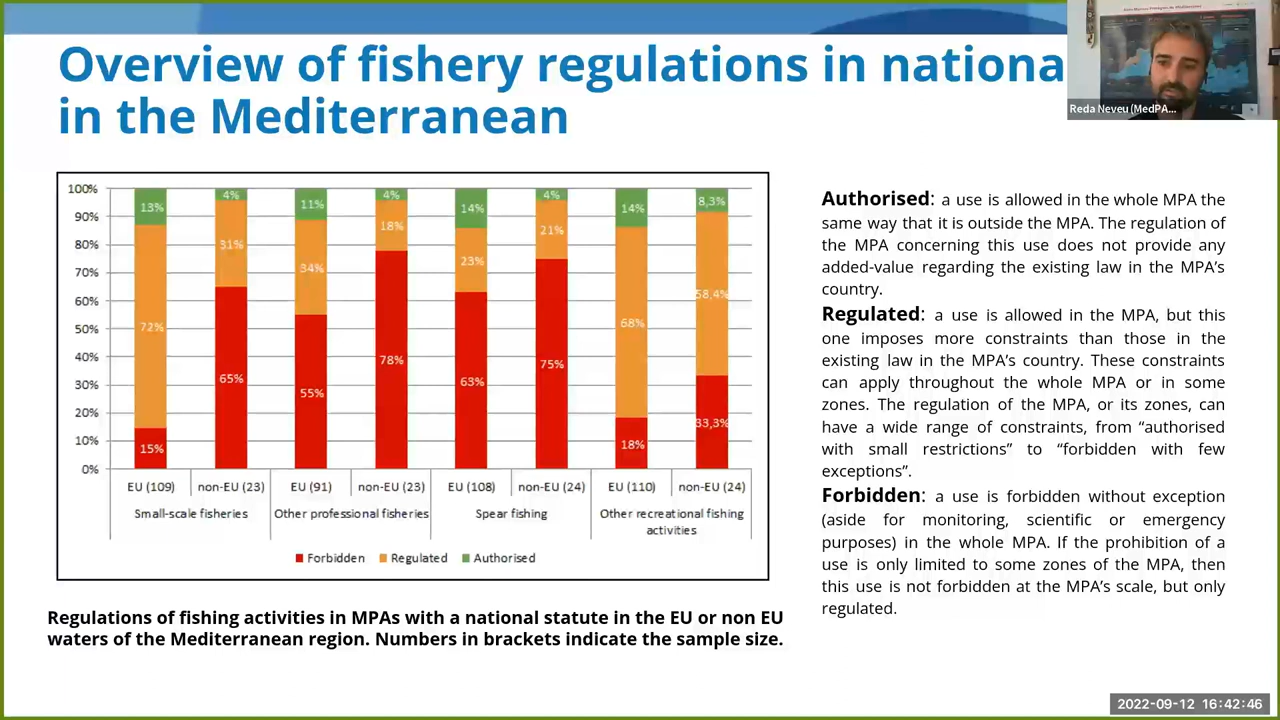 Overview of fishery regulations in nationa
in the Mediterranean
Reda Neveu (MedPA...
100%
90%
80%
70%
60%
50%
40%
30%
20%
10%
0%
13% 4% 11% 4% 14% 4% 14% 8,3%
72% 31% 34% 18% 23% 21% 68% 58,4%
15% 65% 55% 78% 63% 75% 18% 33,3%
EU (109) non-EU (23) EU (91) non-EU (23) EU (108) non-EU (24) EU (110) non-EU (24)
Small-scale fisheries Other professional fisheries Spear fishing Other recreational fishing
activities
Forbidden Regulated Authorised
Regulations of fishing activities in MPAs with a national statute in the EU or non EU
waters of the Mediterranean region. Numbers in brackets indicate the sample size.
Authorised: a use is allowed in the whole MPA the
same way that it is outside the MPA. The regulation of
the MPA concerning this use does not provide any
added-value regarding the existing law in the MPA’s
country.
Regulated: a use is allowed in the MPA, but this
one imposes more constraints than those in the
existing law in the MPA’s country. These constraints
can apply throughout the whole MPA or in some
zones. The regulation of the MPA, or its zones, can
have a wide range of constraints, from “authorised
with small restrictions” to “forbidden with few
exceptions”.
Forbidden: a use is forbidden without exception
(aside for monitoring, scientific or emergency
purposes) in the whole MPA. If the prohibition of a
use is only limited to some zones of the MPA, then
this use is not forbidden at the MPA’s scale, but only
regulated.
2022-09-12 16:42:46